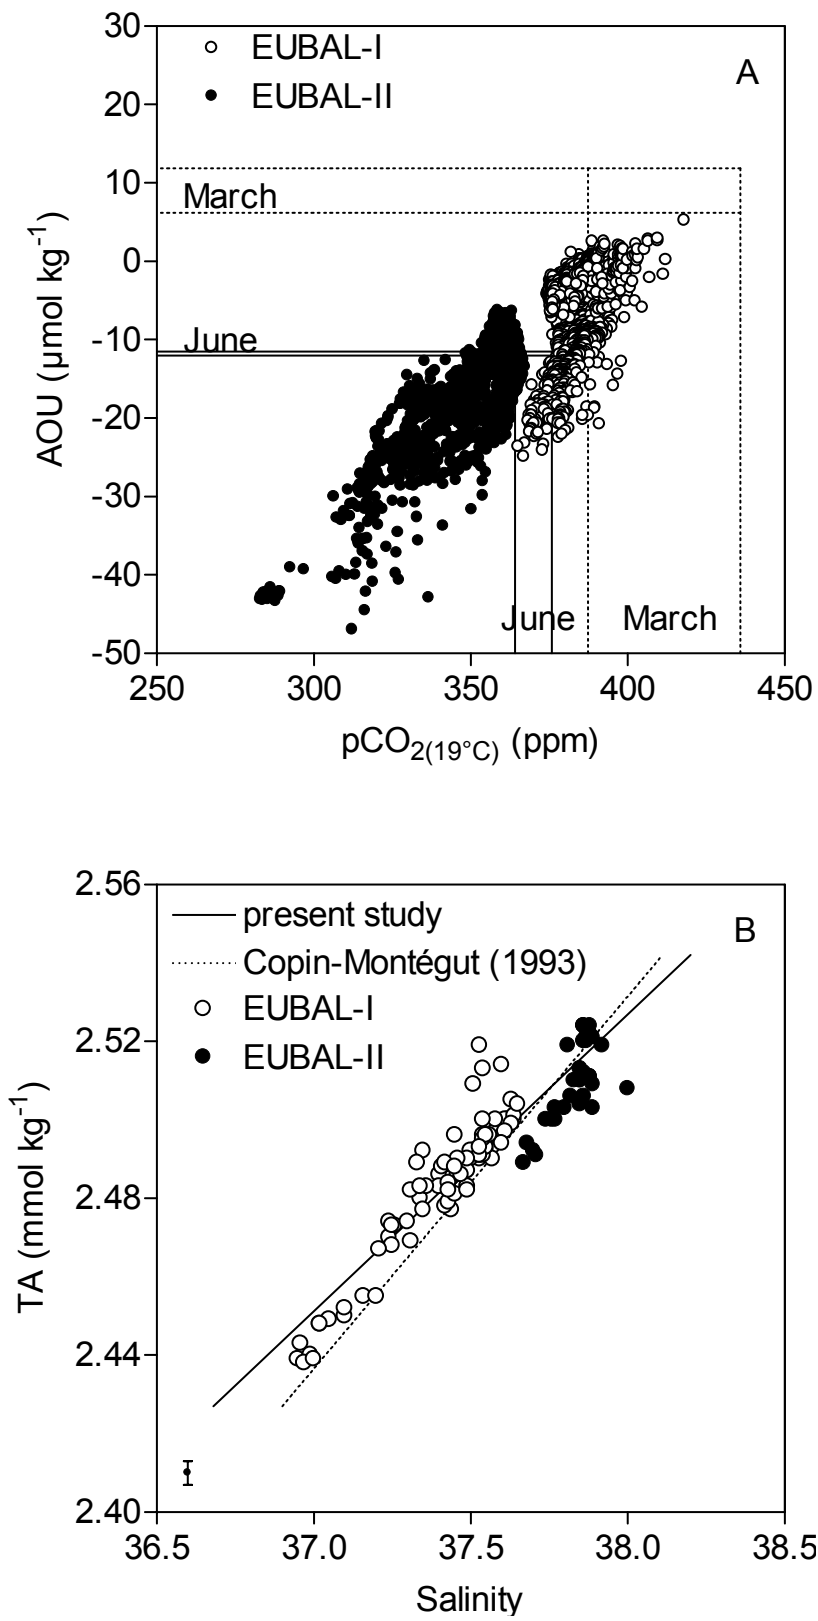 30
EUBAL-I
A
20
EUBAL-II
10
March
0
-10
June
-20
-30
-40
June March
-50
250 300 350 400 450
AOU (µmol kg-1)
pCO2(19°C) (ppm)
2.56
present study
B
Copin-Montégut (1993)
EUBAL-I
2.52
EUBAL-II
2.48
2.44
2.40
36.5 37.0 37.5 38.0 38.5
TA (mmol kg-1)
Salinity